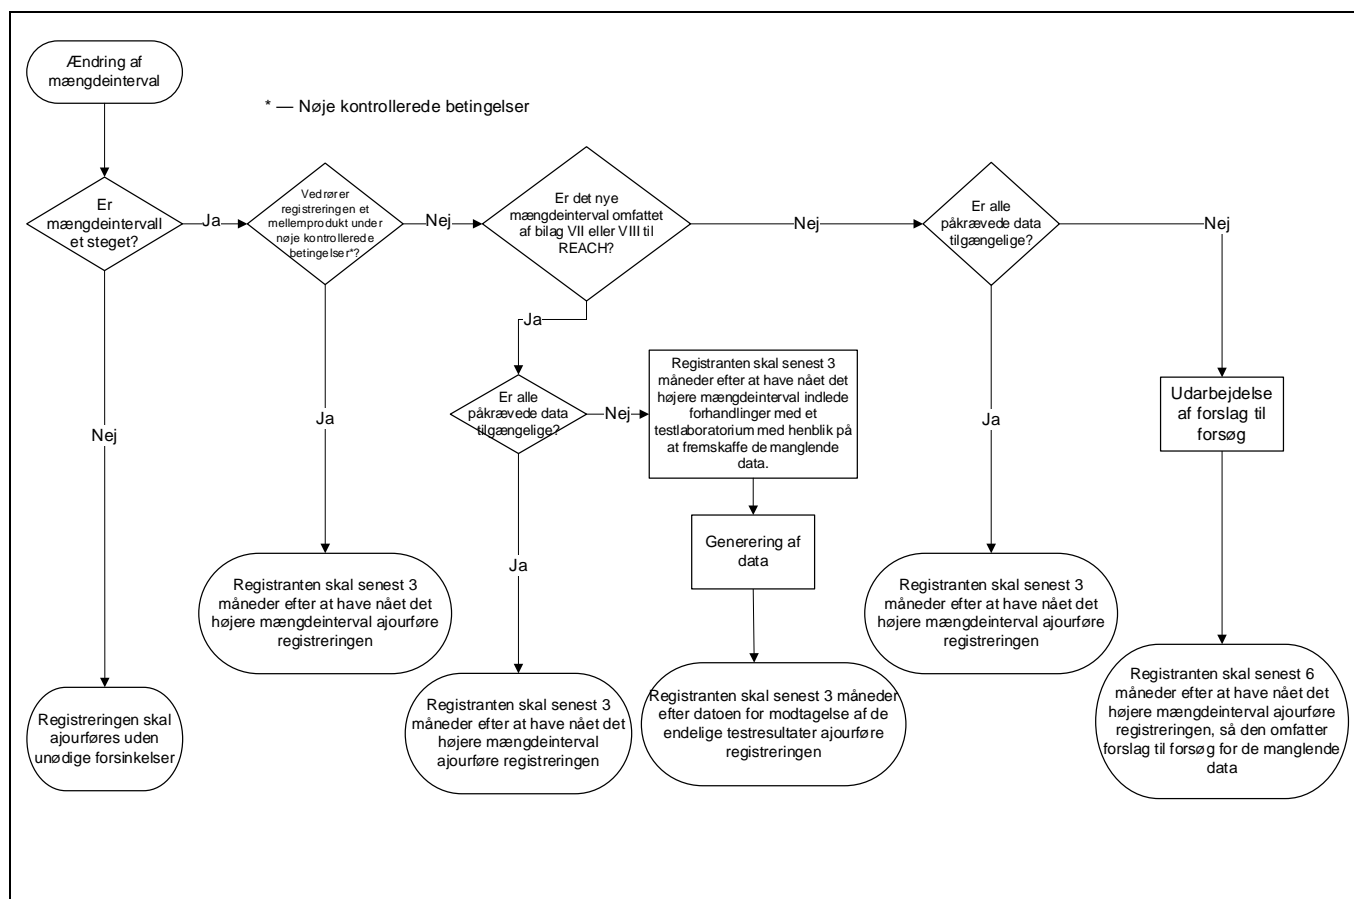 Ændring af
mængdeinterval
* — Nøje kontrollerede betingelser
Er
mængdeintervall
et steget?
Ja
Vedrører
registreringen et
mellemprodukt under
nøje kontrollerede
betingelser*?
Nej
Er det nye
mængdeinterval omfattet
af bilag VII eller VIII til
REACH?
Nej
Er alle
påkrævede data
tilgængelige?
Nej
Ja
Er alle
påkrævede data
tilgængelige?
Nej
Registranten skal senest 3
måneder efter at have nået det
højere mængdeinterval indlede
forhandlinger med et
testlaboratorium med henblik på
at fremskaffe de manglende
data.
Udarbejdelse
af forslag til
forsøg
Nej
Ja
Ja
Ja
Generering af
data
Registranten skal senest 3
måneder efter at have nået det
højere mængdeinterval ajourføre
registreringen
Registranten skal senest 3
måneder efter at have nået det
højere mængdeinterval ajourføre
registreringen
Registreringen skal
ajourføres uden
unødige forsinkelser
Registranten skal senest 3
måneder efter at have nået det
højere mængdeinterval
ajourføre registreringen
Registranten skal senest 3 måneder
efter datoen for modtagelse af de
endelige testresultater ajourføre
registreringen
Registranten skal senest 6
måneder efter at have nået det
højere mængdeinterval ajourføre
registreringen, så den omfatter
forslag til forsøg for de manglende
data